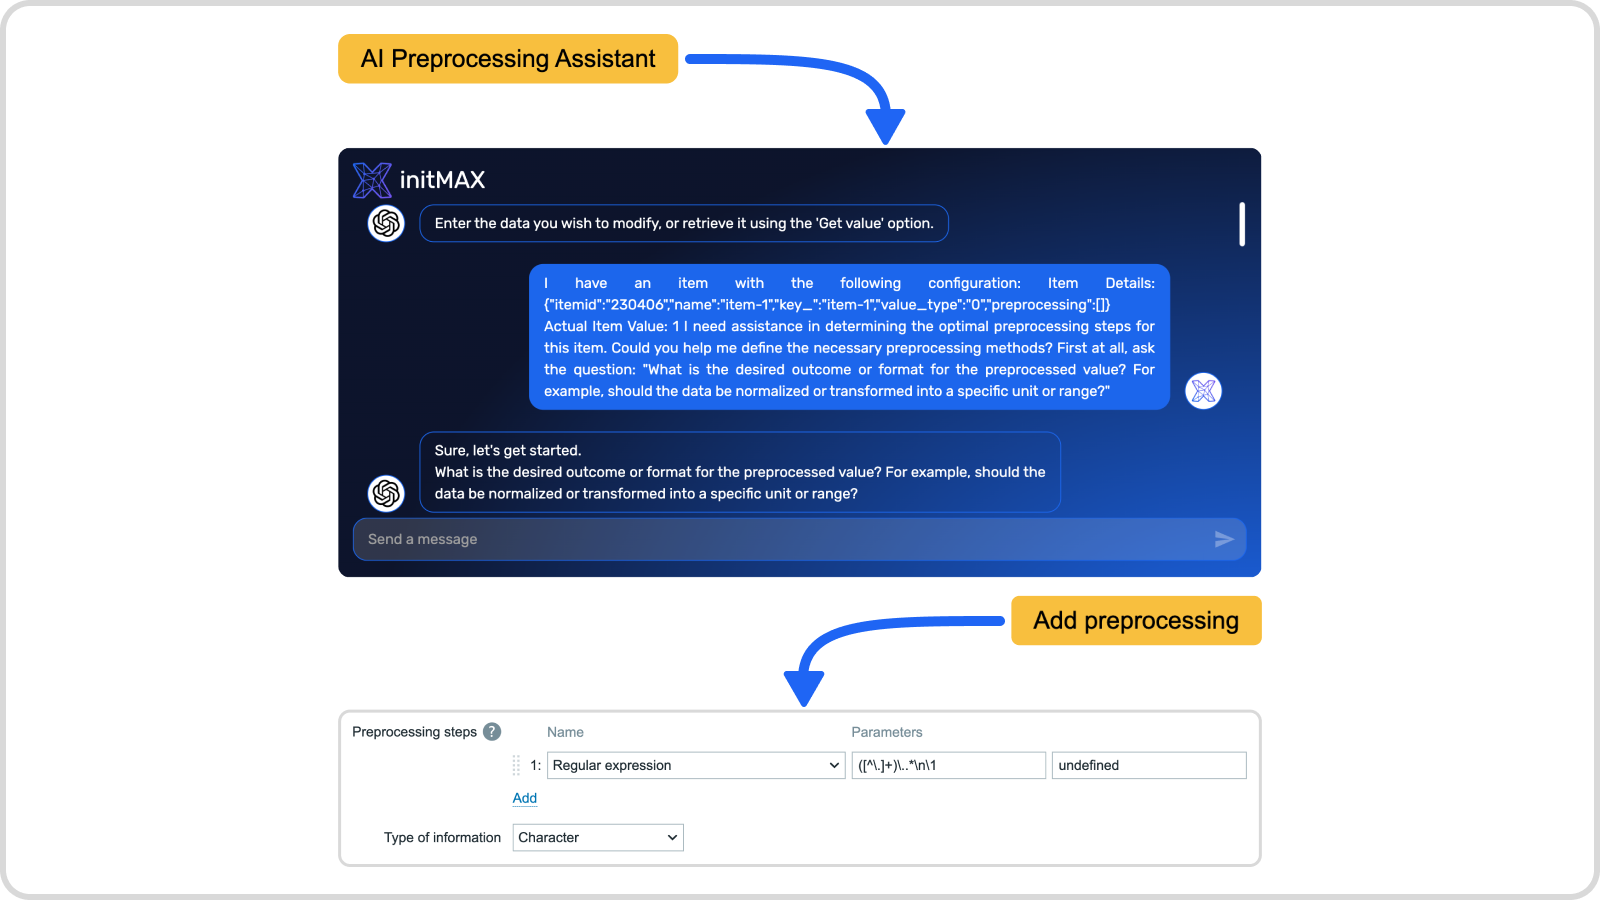 AI Preprocessing Assistant
initMAX
Enter the data you wish to modify, or retrieve it using the 'Get value' option.
I have an item with the following configuration: Item Details:
{"itemid":"230406","name":"item-1","key_":"item-1","value_type":"0","preprocessing":[]}
Actual Item Value: 1 I need assistance in determining the optimal preprocessing steps for
this item. Could you help me define the necessary preprocessing methods? First at all, ask
the question: "What is the desired outcome or format for the preprocessed value? For
example, should the data be normalized or transformed into a specific unit or range?"
Sure, let's get started.
What is the desired outcome or format for the preprocessed value? For example, should the
data be normalized or transformed into a specific unit or range?
Send a message
Add preprocessing
Preprocessing steps ? Name Parameters
1: Regular expression ([^\.]+)\..*\n\1 undefined
Add
Type of information Character